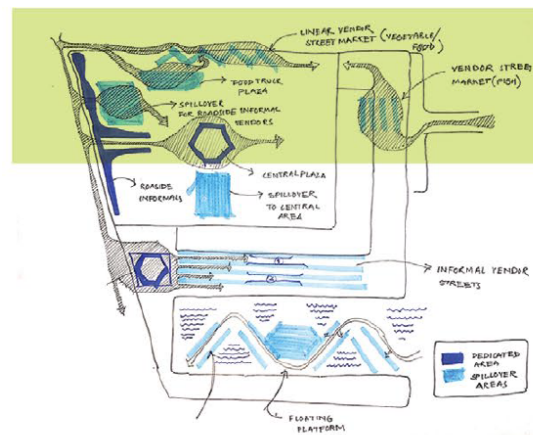 LINEAR VENDOR
STREET MARKET (VEGETABLE/
FOOD)
FOOD TRUCK
PLAZA
VENDOR STREET
MARKET (FISH)
SPILLOVER
FOR ROADSIDE INFORMAL
VENDORS
CENTRAL PLAZA
ROADSIDE
INFORMALS
SPILLOVER
TO CENTRAL
AREA
INFORMAL VENDOR
STREETS
DEDICATED
AREA
SPILLOVER
AREAS
FLOATING
PLATFORM